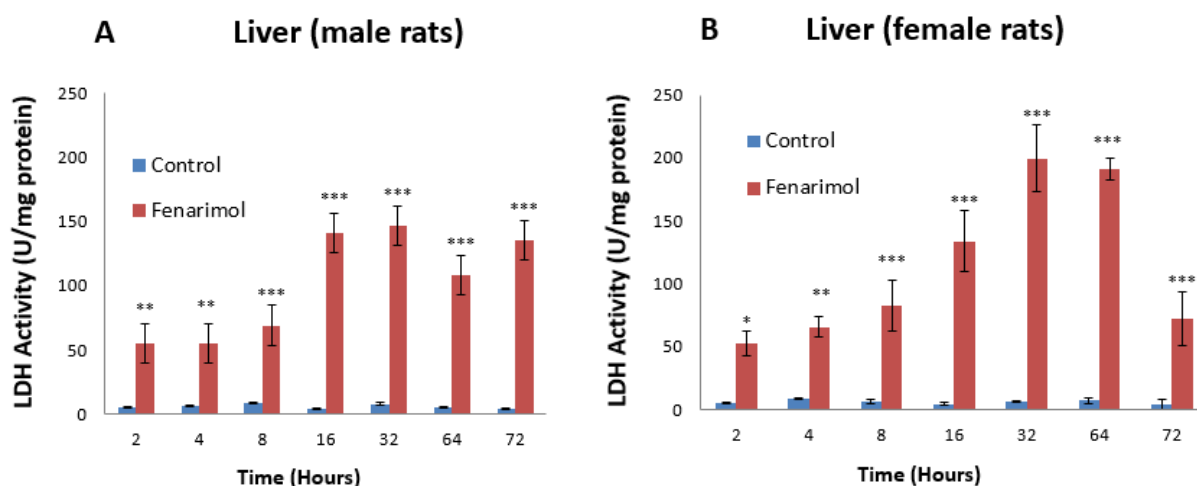 A Liver (male rats)
LDH Activity (U/mg protein)
250
200
150
100
50
0
Control
Fenarimol
**
**
***
***
***
***
***
2 4 8 16 32 64 72
Time (Hours)
B Liver (female rats)
LDH Activity (U/mg protein)
250
200
150
100
50
0
Control
Fenarimol
*
**
***
***
***
***
***
2 4 8 16 32 64 72
Time (Hours)